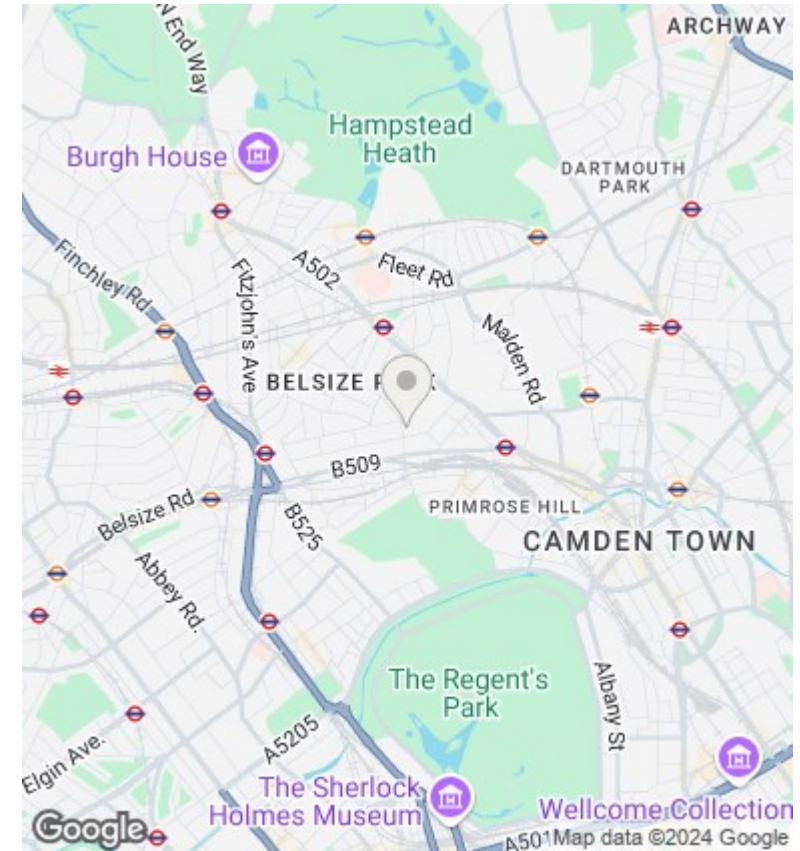 ARCHWAY
N End Way
Hampstead
Heath
Burgh House
DARTMOUTH
PARK
A502
Fleet Rd
Finchley Rd
Fitzjohn's Ave
Malden Rd
BELSIZE P K
B509
Belsize Rd
PRIMROSE HILL
B525
CAMDEN TOWN
Abbey Rd.
The Regent's
Park
Albany St
A5205
Elgin Ave.
The Sherlock
Holmes Museum
Wellcome Collection
Google
A501
Map data ©2024 Google